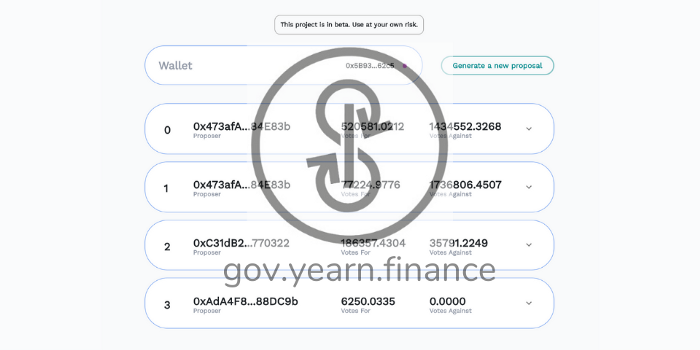 This project is in beta. Use at your own risk.
Wallet 0x5B93...62c5 Generate a new proposal
0 0x473afA...84E83b 520581.0212 1434552.3268
Proposer Votes For Votes Against
1 0x473afA...84E83b 77224.9776 1736806.4507
Proposer Votes For Votes Against
2 0xC31dB2...770322 186357.4304 35791.2249
Proposer Votes For Votes Against
gov.yearn.finance
3 0xAdA4F8...88DC9b 6250.0335 0.0000
Proposer Votes For Votes Against